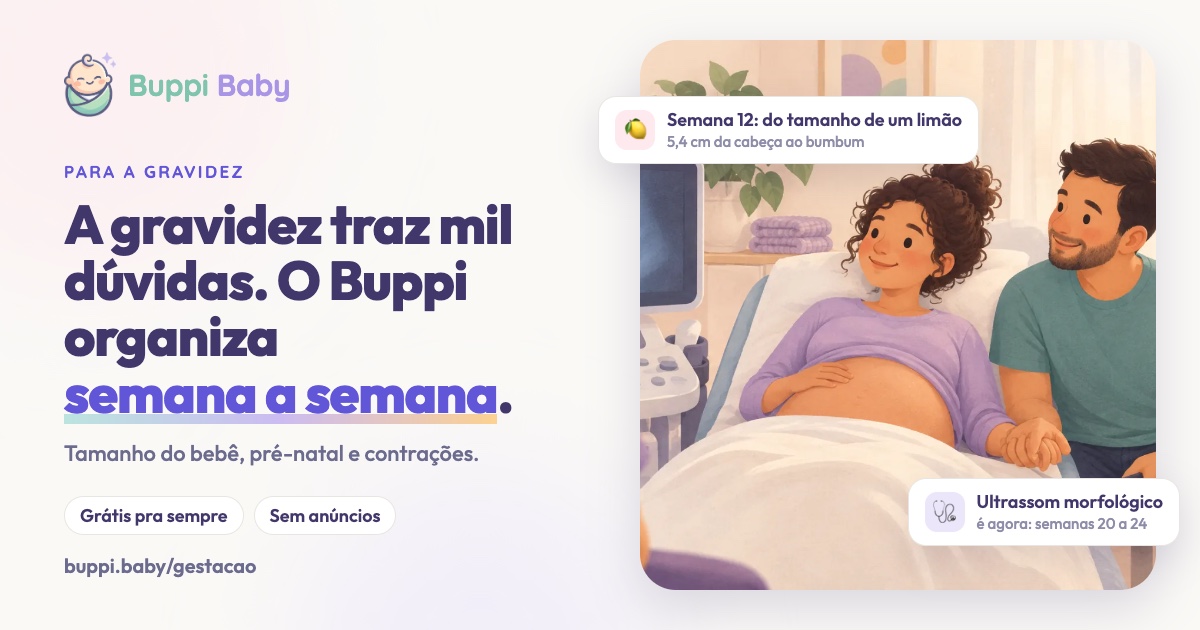 Buppi Baby
PARA A GRAVIDEZ
A gravidez traz mil
dúvidas. O Buppi
organiza
semana a semana.
Tamanho do bebê, pré-natal e contrações.
Grátis pra sempre
Sem anúncios
buppi.baby/gestacao
Semana 12: do tamanho de um limão
5,4 cm da cabeça ao bumbum
Ultrassom morfológico
é agora: semanas 20 a 24